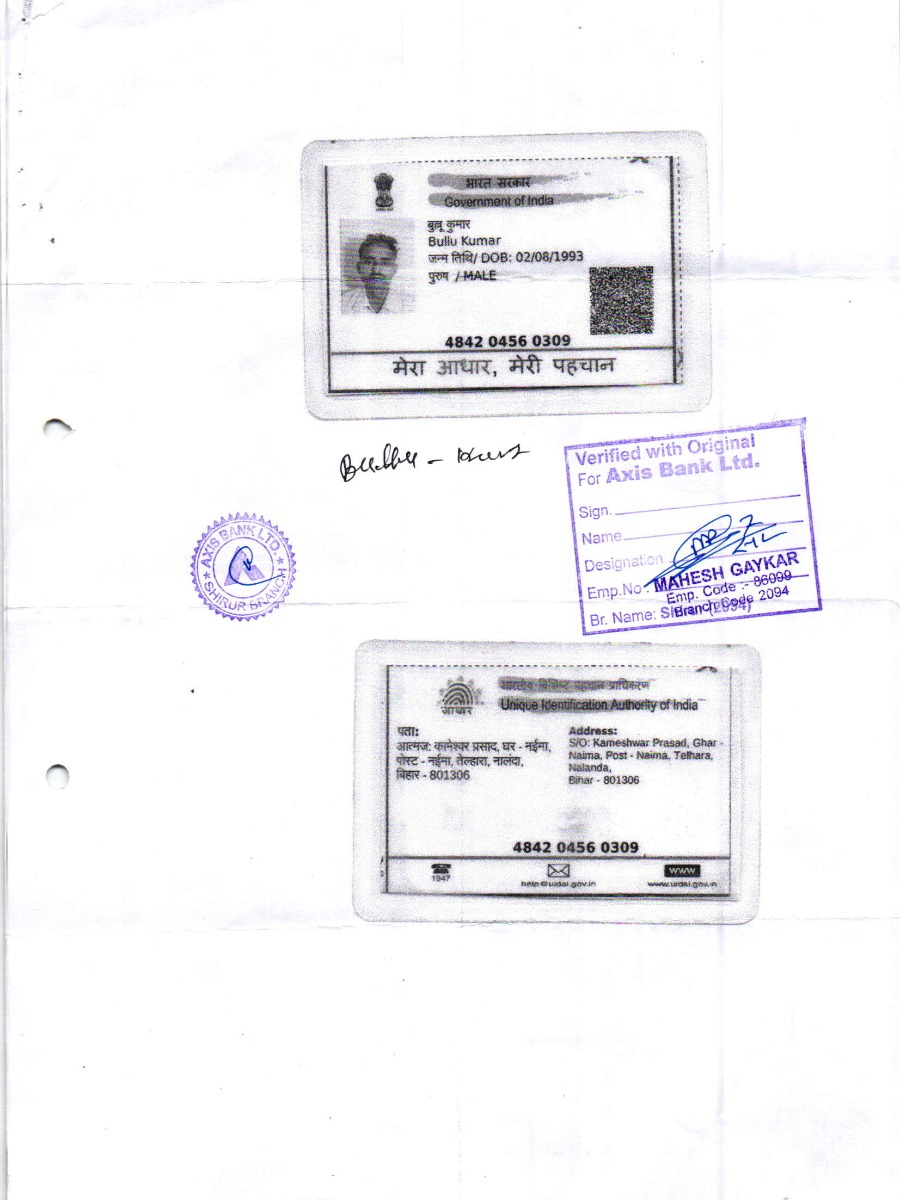 भारत सरकार
Government of India
बुल्लू कुमार
Bullu Kumar
जन्म तिथि/ DOB: 02/08/1993
पुरुष / MALE
4842 0456 0309
मेरा आधार, मेरी पहचान
Verified with Original
For Axis Bank Ltd.
Sign.
Name
Designation
Emp.No :
MAHESH GAYKAR
Emp. Code :- 86099
Branch Code 2094
Br. Name: Shirur (2094)
AXIS BANK LTD.
SHIRUR BRANCH
भारतीय विशिष्ट पहचान प्राधिकरण
Unique Identification Authority of India
आधार
पता:
आत्मज: कामेश्वर प्रसाद, घर - नईमा,
पोस्ट - नईमा, तेल्हारा, नालंदा,
बिहार - 801306
Address:
S/O: Kameshwar Prasad, Ghar -
Naima, Post - Naima, Telhara,
Nalanda,
Bihar - 801306
4842 0456 0309
1947
help@uidai.gov.in
www
www.uidai.gov.in